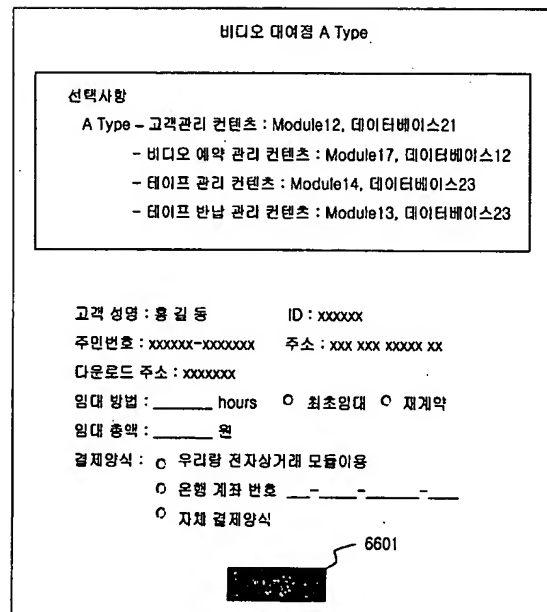 비디오 대여점 A Type
선택사항
A Type – 고객관리 컨텐츠 : Module12, 데이터베이스21
– 비디오 예약 관리 컨텐츠 : Module17, 데이터베이스12
– 테이프 관리 컨텐츠 : Module14, 데이터베이스23
– 테이프 반납 관리 컨텐츠 : Module13, 데이터베이스23
고객 성명 : 홍 길 동 ID : xxxxxx
주민번호 : xxxxxx-xxxxxxx 주소 : xxx xxx xxxxx xx
다운로드 주소 : xxxxxxx
임대 방법 : ______ hours ○ 최초임대 ○ 재계약
임대 총액 : ______ 원
결제양식 : ○ 우리랑 전자상거래 모듈이용
○ 은행 계좌 번호 __-___-____-__
○ 자체 결제양식
6601